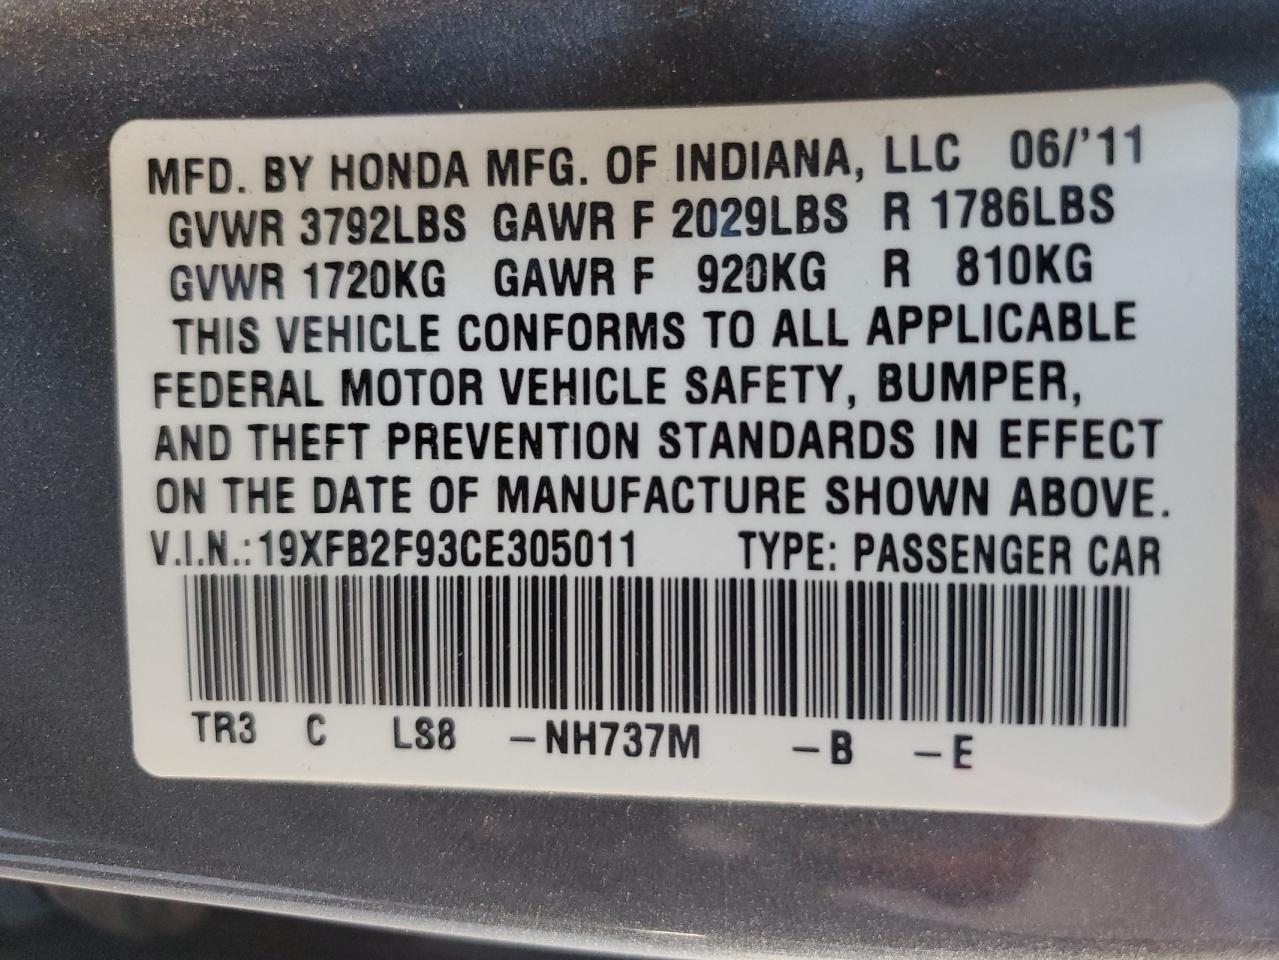 MFD. BY HONDA MFG. OF INDIANA, LLC 06/'11
GVWR 3792LBS GAWR F 2029LBS R 1786LBS
GVWR 1720KG GAWR F 920KG R 810KG
THIS VEHICLE CONFORMS TO ALL APPLICABLE
FEDERAL MOTOR VEHICLE SAFETY, BUMPER,
AND THEFT PREVENTION STANDARDS IN EFFECT
ON THE DATE OF MANUFACTURE SHOWN ABOVE.
V.I.N.: 19XFB2F93CE305011 TYPE: PASSENGER CAR
TR3 C LS8 –NH737M –B –E